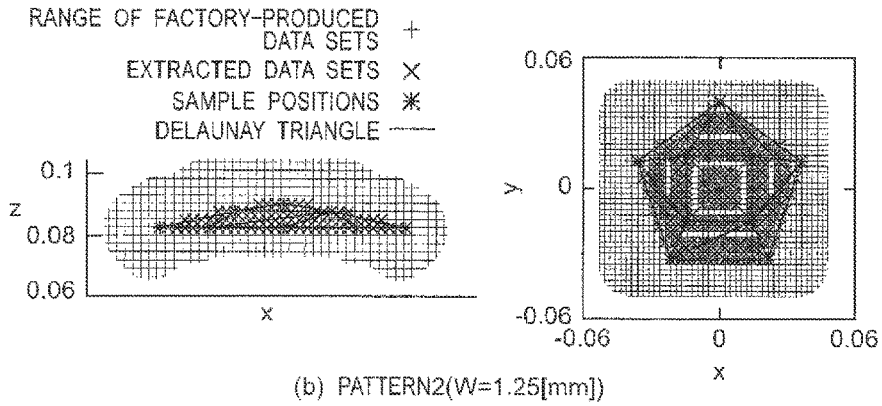 RANGE OF FACTORY-PRODUCED
DATA SETS
EXTRACTED DATA SETS
SAMPLE POSITIONS
DELAUNAY TRIANGLE
0.1
z
0.08
0.06
x
0.06
y
0
-0.06
-0.06
0
0.06
x
(b) PATTERN2(W=1.25[mm])